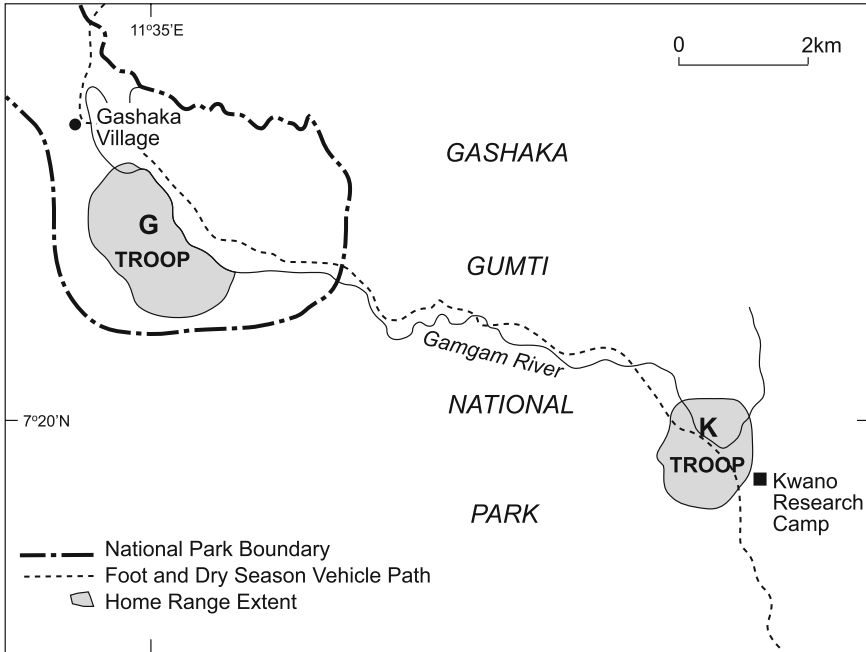 11°35'E
0 2km
Gashaka
Village
GASHAKA
G
TROOP
GUMTI
Gamgam River
NATIONAL
7°20'N
K
TROOP
Kwano
Research
Camp
PARK
National Park Boundary
Foot and Dry Season Vehicle Path
Home Range Extent